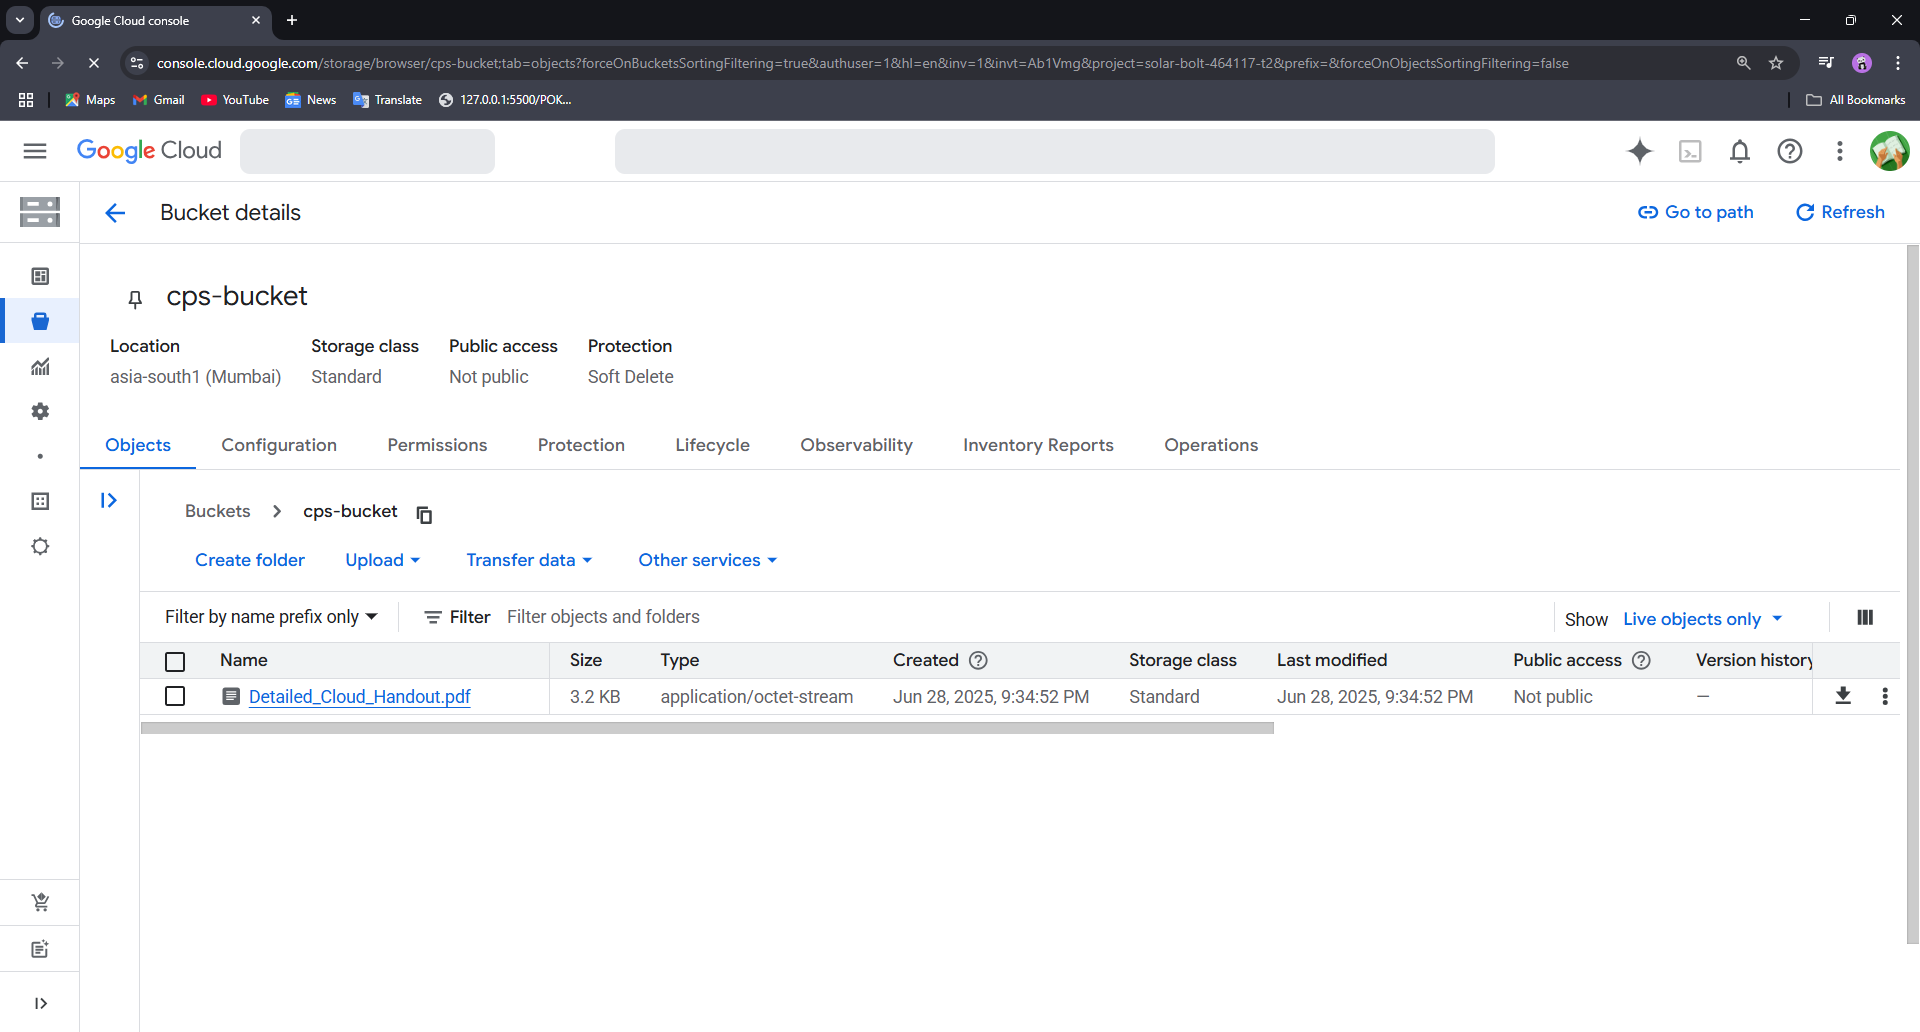 Google Cloud console
console.cloud.google.com/storage/browser/cps-bucket;tab=objects?forceOnBucketsSortingFiltering=true&authuser=1&hl=en&inv=1&invt=Ab1Vmg&project=solar-bolt-464117-t2&prefix=&forceOnObjectsSortingFiltering=false
Maps Gmail YouTube News Translate 127.0.0.1:5500/POK... All Bookmarks
Google Cloud
Bucket details Go to path Refresh
cps-bucket
Location Storage class Public access Protection
asia-south1 (Mumbai) Standard Not public Soft Delete
Objects Configuration Permissions Protection Lifecycle Observability Inventory Reports Operations
Buckets cps-bucket
Create folder Upload Transfer data Other services
Filter by name prefix only Filter Filter objects and folders Show Live objects only
Name Size Type Created Storage class Last modified Public access Version history
Detailed_Cloud_Handout.pdf 3.2 KB application/octet-stream Jun 28, 2025, 9:34:52 PM Standard Jun 28, 2025, 9:34:52 PM Not public —